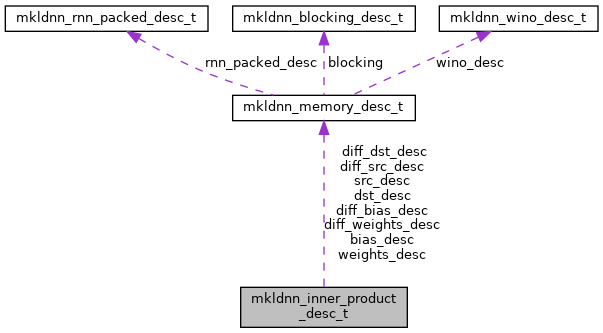 mkldnn_rnn_packed_desc_t
mkldnn_blocking_desc_t
mkldnn_wino_desc_t
rnn_packed_desc
blocking
wino_desc
mkldnn_memory_desc_t
diff_dst_desc
diff_src_desc
src_desc
dst_desc
diff_bias_desc
diff_weights_desc
bias_desc
weights_desc
mkldnn_inner_product
_desc_t